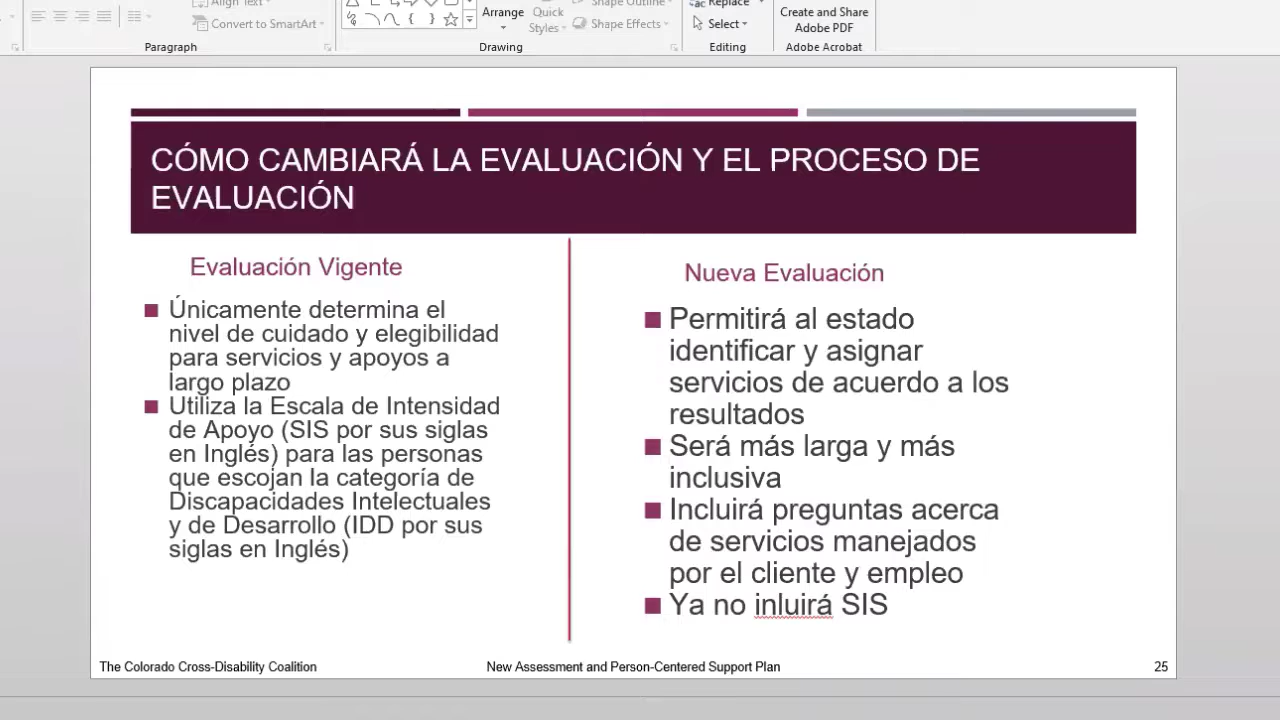 Align Text
Convert to SmartArt
Paragraph
Arrange
Quick
Styles
Shape Outline
Shape Effects
Drawing
Replace
Select
Editing
Create and Share
Adobe PDF
Adobe Acrobat
CÓMO CAMBIARÁ LA EVALUACIÓN Y EL PROCESO DE
EVALUACIÓN
Evaluación Vigente
Únicamente determina el
nivel de cuidado y elegibilidad
para servicios y apoyos a
largo plazo
Utiliza la Escala de Intensidad
de Apoyo (SIS por sus siglas
en Inglés) para las personas
que escojan la categoría de
Discapacidades Intelectuales
y de Desarrollo (IDD por sus
siglas en Inglés)
Nueva Evaluación
Permitirá al estado
identificar y asignar
servicios de acuerdo a los
resultados
Será más larga y más
inclusiva
Incluirá preguntas acerca
de servicios manejados
por el cliente y empleo
Ya no inluirá SIS
The Colorado Cross-Disability Coalition
New Assessment and Person-Centered Support Plan
25